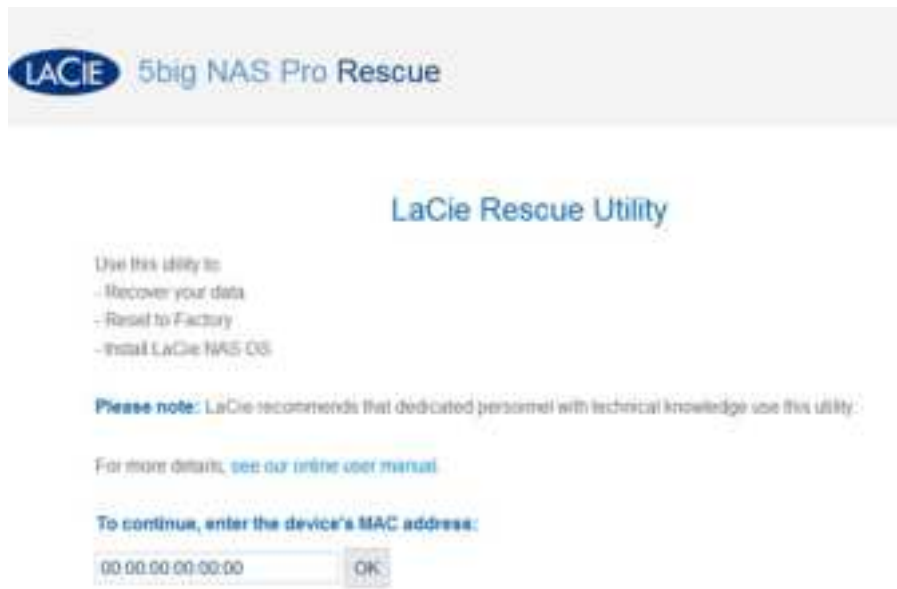 LACIE 5big NAS Pro Rescue
LaCie Rescue Utility
Use this utility to
- Recover your data
- Reset to Factory
- Install LaCie NAS OS
Please note: LaCie recommends that dedicated personnel with technical knowledge use this utility.
For more details, see our online user manual.
To continue, enter the device's MAC address:
00:00:00:00:00:00 OK